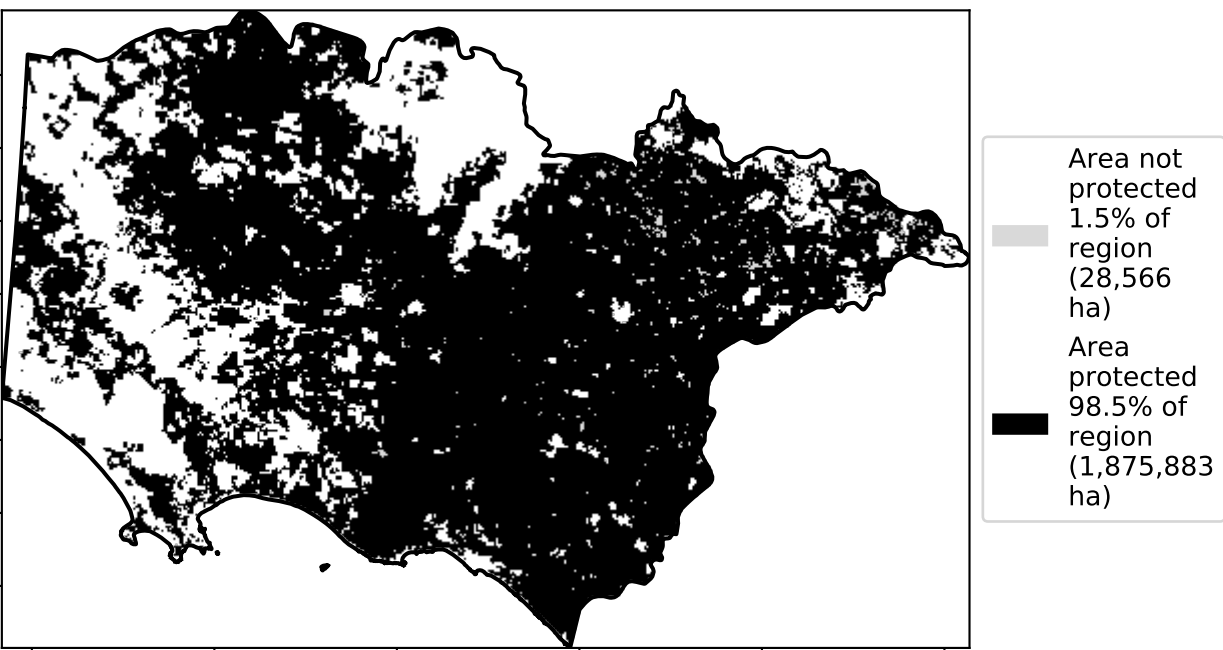 Area not
protected
1.5% of
region
(28,566
ha)
Area
protected
98.5% of
region
(1,875,883
ha)